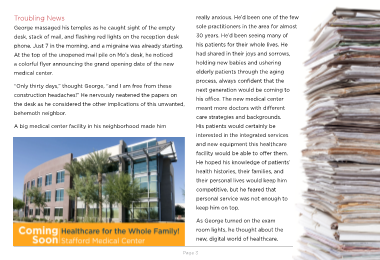 Troubling News
George massaged his temples as he caught sight of the empty
desk, stack of mail, and flashing red lights on the reception desk
phone. Just 7 in the morning, and a migraine was already starting.
At the top of the unopened mail pile on Mo's desk, he noticed
a colorful flyer announcing the grand opening date of the new
medical center.
"Only thirty days," thought George, "and I am free from these
construction headaches!" He nervously neatened the papers on
the desk as he considered the other implications of this unwanted,
behemoth neighbor.
A big medical center facility in his neighborhood made him
Coming Soon
Healthcare for the Whole Family!
Stafford Medical Center
really anxious. He'd been one of the few
sole practitioners in the area for almost
30 years. He'd been seeing many of
his patients for their whole lives. He
had shared in their joys and sorrows,
holding new babies and ushering
elderly patients through the aging
process, always confident that the
next generation would be coming to
his office. The new medical center
meant more doctors with different
care strategies and backgrounds.
His patients would certainly be
interested in the integrated services
and new equipment this healthcare
facility would be able to offer them.
He hoped his knowledge of patients'
health histories, their families, and
their personal lives would keep him
competitive, but he feared that
personal service was not enough to
keep him on top.
As George turned on the exam
room lights, he thought about the
new, digital world of healthcare,